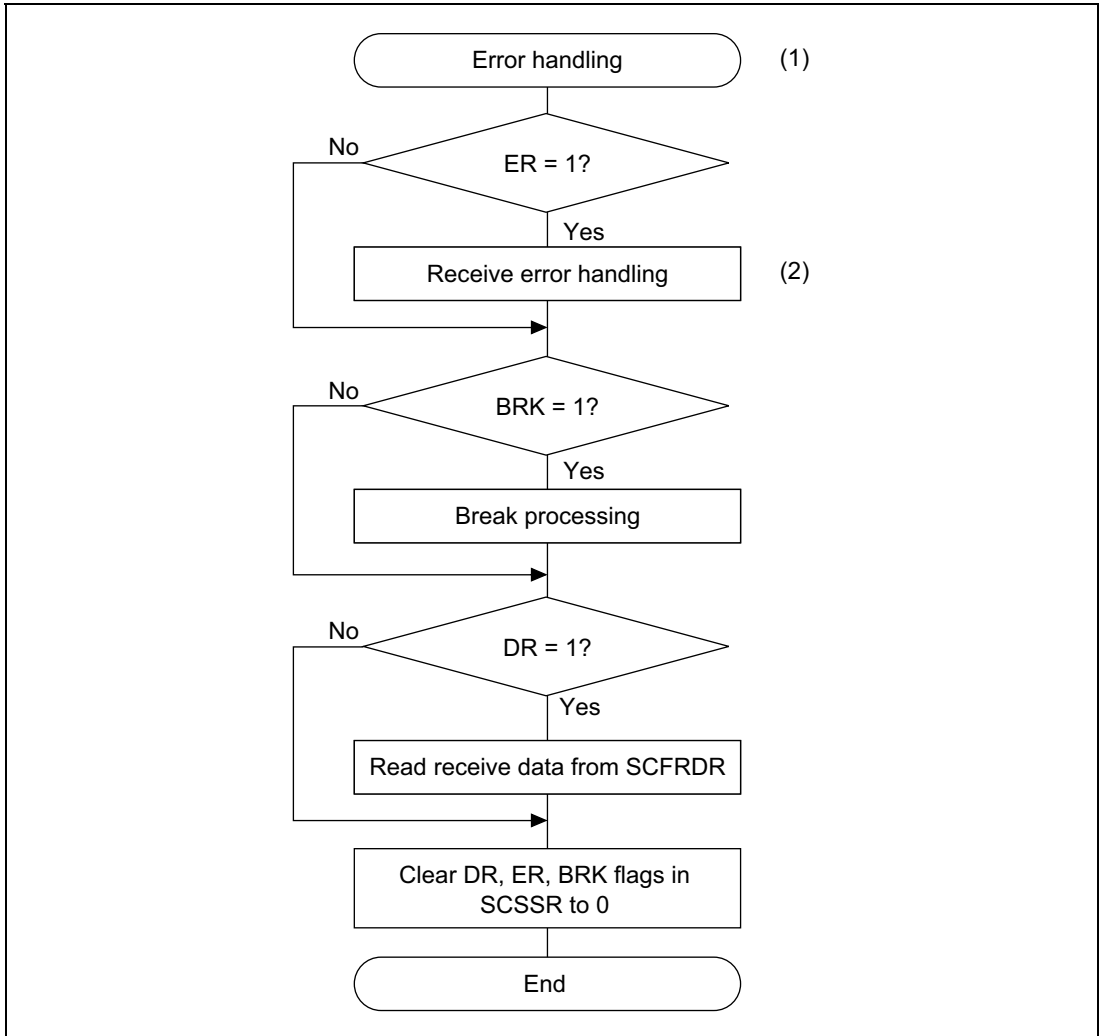 Error handling (1)
No
ER = 1?
Yes
Receive error handling (2)
No
BRK = 1?
Yes
Break processing
No
DR = 1?
Yes
Read receive data from SCFRDR
Clear DR, ER, BRK flags in
SCSSR to 0
End